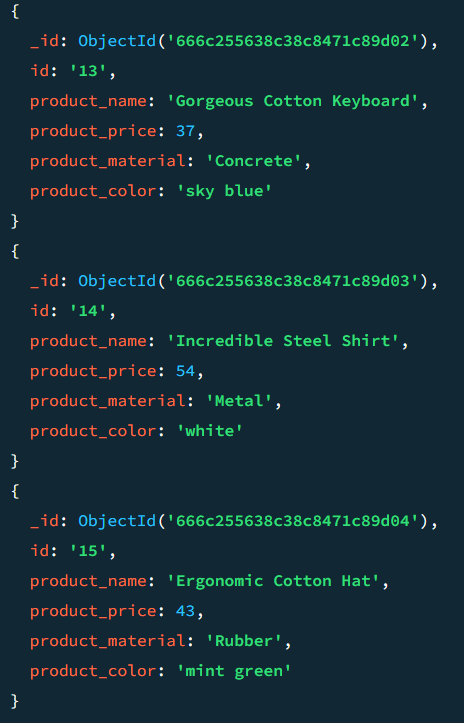 {
  _id: ObjectId('666c255638c38c8471c89d02'),
  id: '13',
  product_name: 'Gorgeous Cotton Keyboard',
  product_price: 37,
  product_material: 'Concrete',
  product_color: 'sky blue'
}
{
  _id: ObjectId('666c255638c38c8471c89d03'),
  id: '14',
  product_name: 'Incredible Steel Shirt',
  product_price: 54,
  product_material: 'Metal',
  product_color: 'white'
}
{
  _id: ObjectId('666c255638c38c8471c89d04'),
  id: '15',
  product_name: 'Ergonomic Cotton Hat',
  product_price: 43,
  product_material: 'Rubber',
  product_color: 'mint green'
}